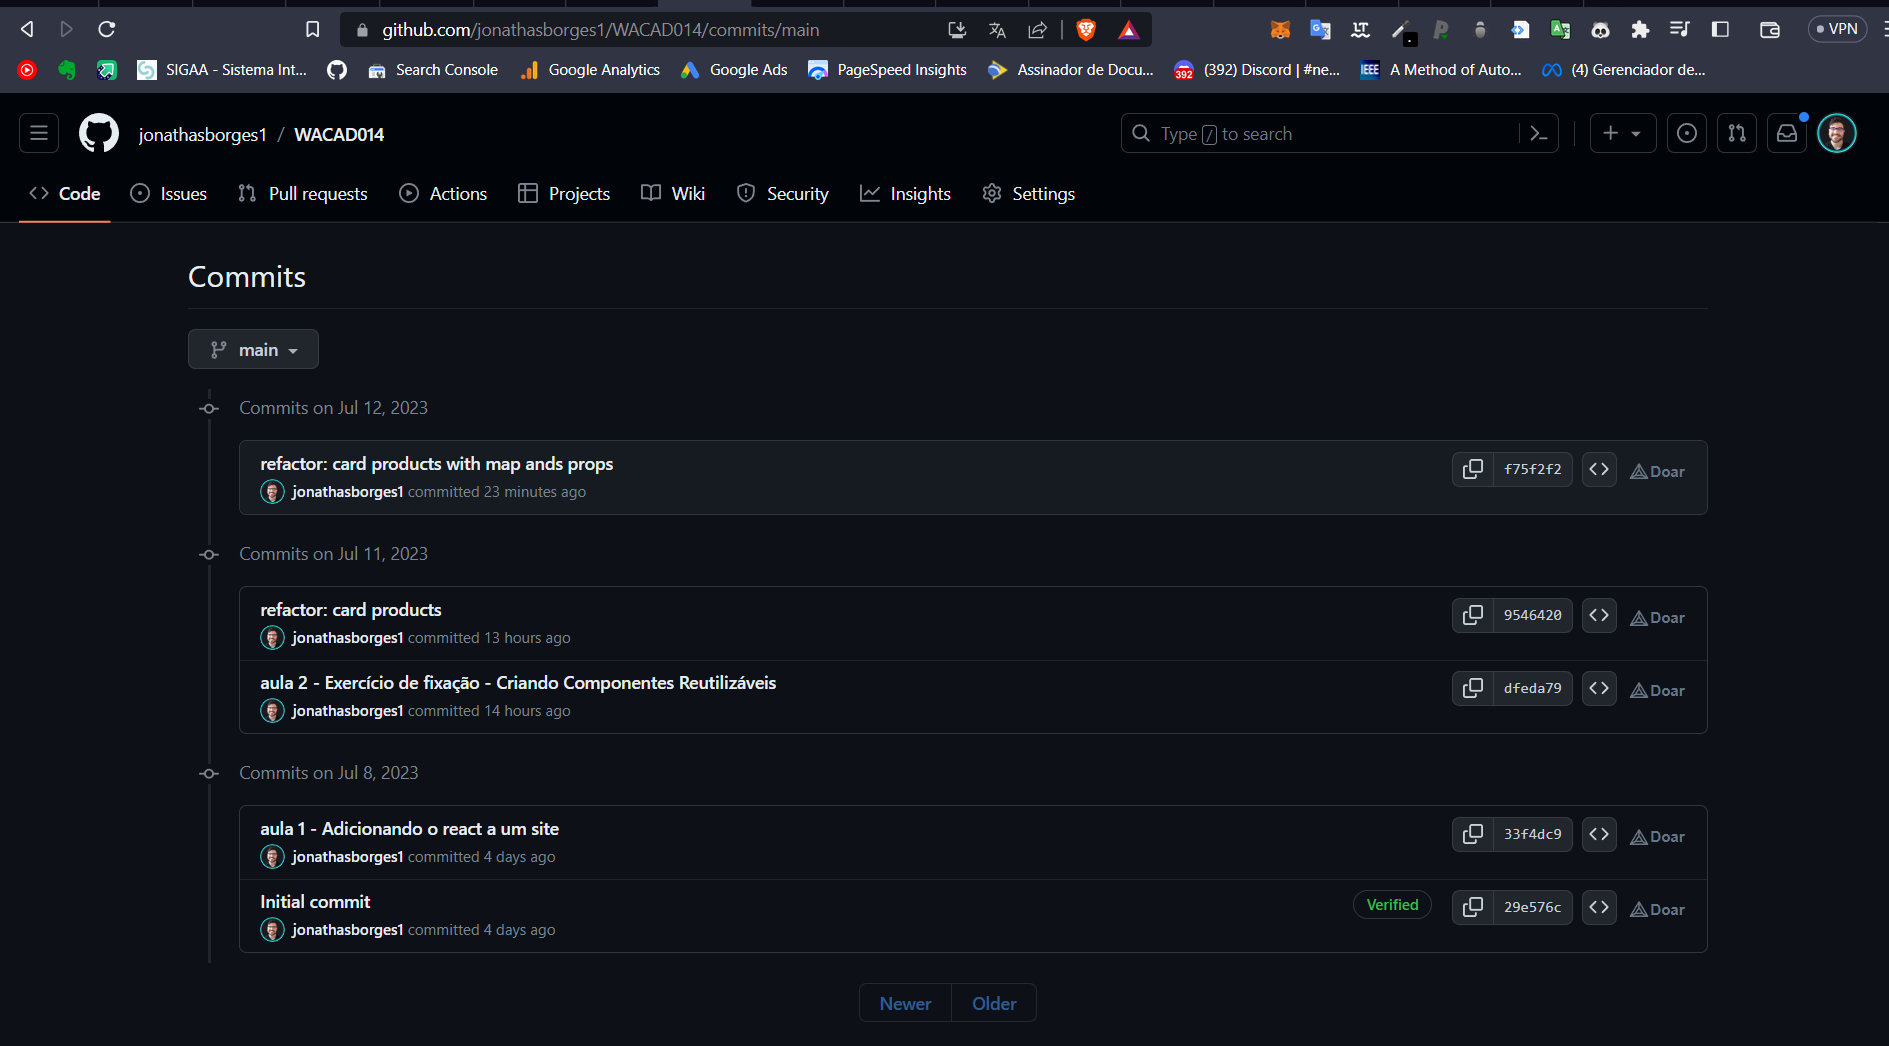 github.com/jonathasborges1/WACAD014/commits/main
VPN
SIGAA - Sistema Int...
Search Console
Google Analytics
Google Ads
PageSpeed Insights
Assinador de Docu...
392
(392) Discord | #ne...
IEEE
A Method of Auto...
(4) Gerenciador de...
jonathasborges1 / WACAD014
Type / to search
Code
Issues
Pull requests
Actions
Projects
Wiki
Security
Insights
Settings
Commits
main
Commits on Jul 12, 2023
refactor: card products with map ands props
f75f2f2
Doar
jonathasborges1 committed 23 minutes ago
Commits on Jul 11, 2023
refactor: card products
9546420
Doar
jonathasborges1 committed 13 hours ago
aula 2 - Exercício de fixação - Criando Componentes Reutilizáveis
dfeda79
Doar
jonathasborges1 committed 14 hours ago
Commits on Jul 8, 2023
aula 1 - Adicionando o react a um site
33f4dc9
Doar
jonathasborges1 committed 4 days ago
Initial commit
Verified
29e576c
Doar
jonathasborges1 committed 4 days ago
Newer
Older